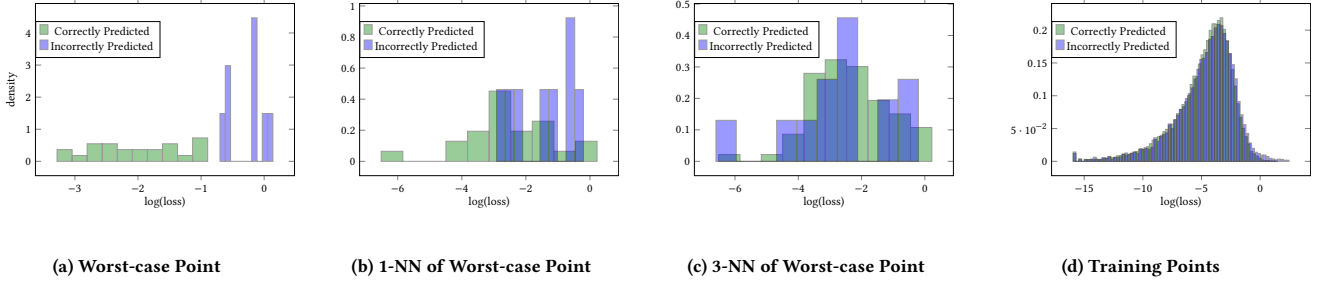 Correctly Predicted
Incorrectly Predicted
density
4
3
2
1
0
−3
−2
−1
0
log(loss)
(a) Worst-case Point
Correctly Predicted
Incorrectly Predicted
1
0.8
0.6
0.4
0.2
0
−6
−4
−2
0
log(loss)
(b) 1-NN of Worst-case Point
Correctly Predicted
Incorrectly Predicted
0.5
0.4
0.3
0.2
0.1
0
−6
−4
−2
0
log(loss)
(c) 3-NN of Worst-case Point
Correctly Predicted
Incorrectly Predicted
0.2
0.15
0.1
5 · 10⁻²
0
−15
−10
−5
0
log(loss)
(d) Training Points